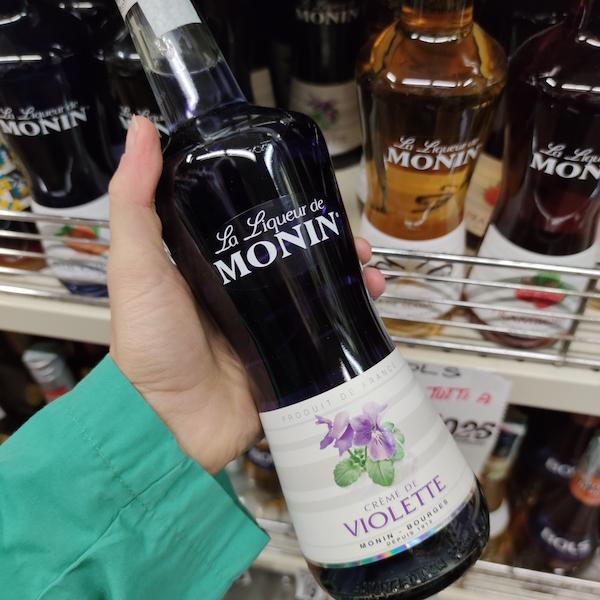 MONIN
La Liqueur de
MONIN
La Liqueur de
MONIN
PRODUIT DE FRANCE
CRÈME DE
VIOLETTE
MONIN - BOURGES
DEPUIS 1912
La Liqueur de
MONIN
La Liqueur de
MONIN
TUTTI A
BOLS